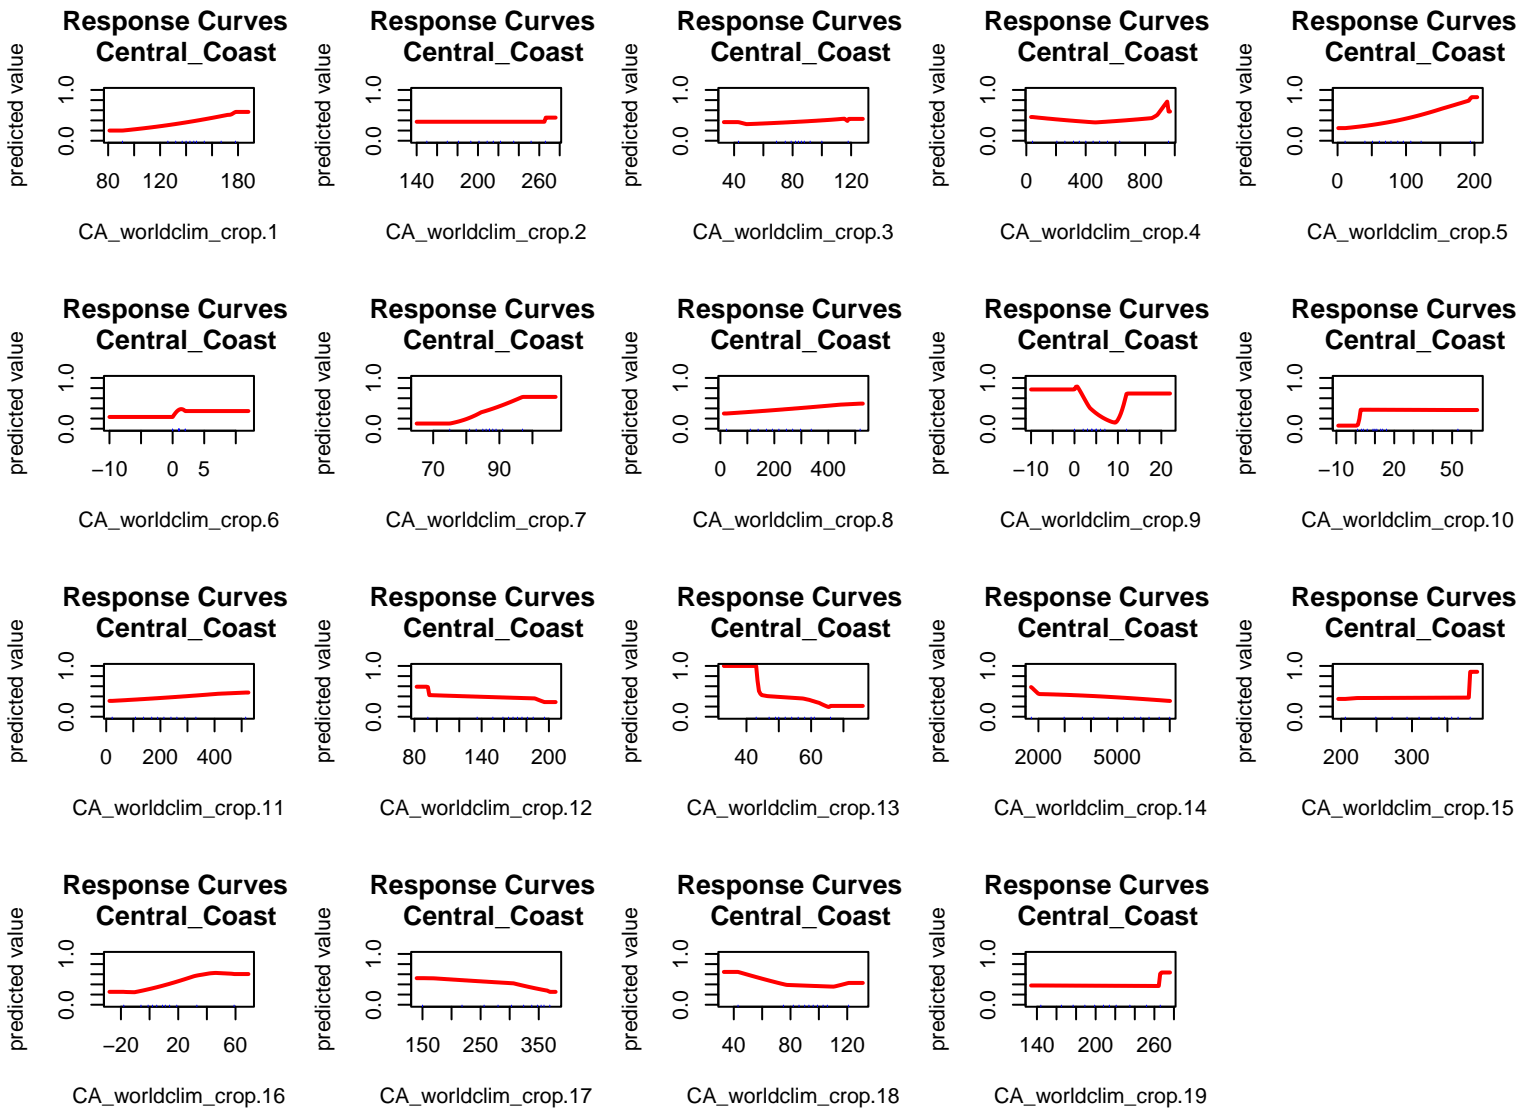 Response Curves
Central_Coast
predicted value
0.0 1.0
80 120 180
CA_worldclim_crop.1
Response Curves
Central_Coast
predicted value
0.0 1.0
140 200 260
CA_worldclim_crop.2
Response Curves
Central_Coast
predicted value
0.0 1.0
40 80 120
CA_worldclim_crop.3
Response Curves
Central_Coast
predicted value
0.0 1.0
0 400 800
CA_worldclim_crop.4
Response Curves
Central_Coast
predicted value
0.0 1.0
0 100 200
CA_worldclim_crop.5
Response Curves
Central_Coast
predicted value
0.0 1.0
−10 0 5
CA_worldclim_crop.6
Response Curves
Central_Coast
predicted value
0.0 1.0
70 90
CA_worldclim_crop.7
Response Curves
Central_Coast
predicted value
0.0 1.0
0 200 400
CA_worldclim_crop.8
Response Curves
Central_Coast
predicted value
0.0 1.0
−10 0 10 20
CA_worldclim_crop.9
Response Curves
Central_Coast
predicted value
0.0 1.0
−10 20 50
CA_worldclim_crop.10
Response Curves
Central_Coast
predicted value
0.0 1.0
0 200 400
CA_worldclim_crop.11
Response Curves
Central_Coast
predicted value
0.0 1.0
80 140 200
CA_worldclim_crop.12
Response Curves
Central_Coast
predicted value
0.0 1.0
40 60
CA_worldclim_crop.13
Response Curves
Central_Coast
predicted value
0.0 1.0
2000 5000
CA_worldclim_crop.14
Response Curves
Central_Coast
predicted value
0.0 1.0
200 300
CA_worldclim_crop.15
Response Curves
Central_Coast
predicted value
0.0 1.0
−20 20 60
CA_worldclim_crop.16
Response Curves
Central_Coast
predicted value
0.0 1.0
150 250 350
CA_worldclim_crop.17
Response Curves
Central_Coast
predicted value
0.0 1.0
40 80 120
CA_worldclim_crop.18
Response Curves
Central_Coast
predicted value
0.0 1.0
140 200 260
CA_worldclim_crop.19